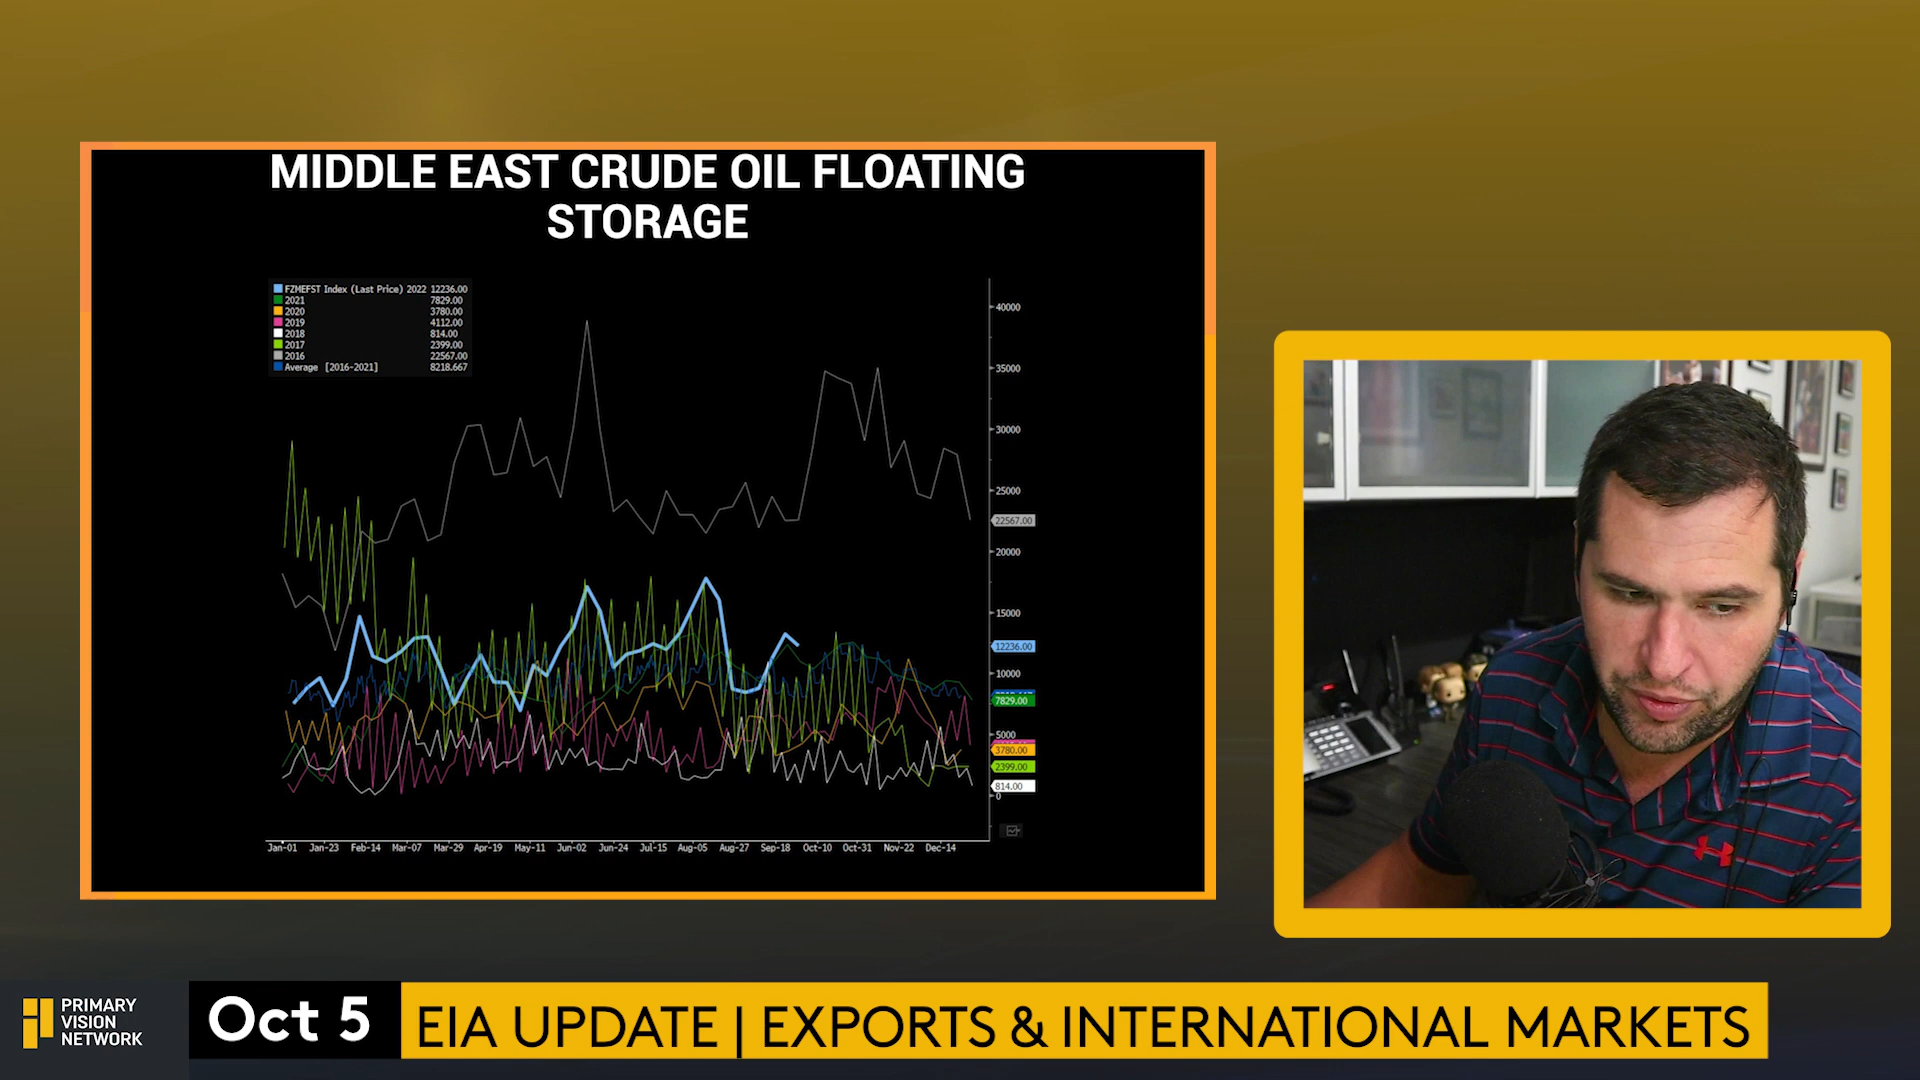 MIDDLE EAST CRUDE OIL FLOATING
STORAGE
FZMEFST Index (Last Price) 2022 12236.00
2021 7829.00
2020 3780.00
2019 4112.00
2018 814.00
2017 2399.00
2016 22567.00
Average [2016-2021] 8218.667
40000
35000
30000
25000
22567.00
20000
15000
12236.00
10000
7829.00
5000
3780.00
2399.00
814.00
0
Jan-01 Jan-23 Feb-14 Mar-07 Mar-29 Apr-19 May-11 Jun-02 Jun-24 Jul-15 Aug-05 Aug-27 Sep-18 Oct-10 Oct-31 Nov-22 Dec-14
PRIMARY
VISION
NETWORK
Oct 5
EIA UPDATE | EXPORTS & INTERNATIONAL MARKETS